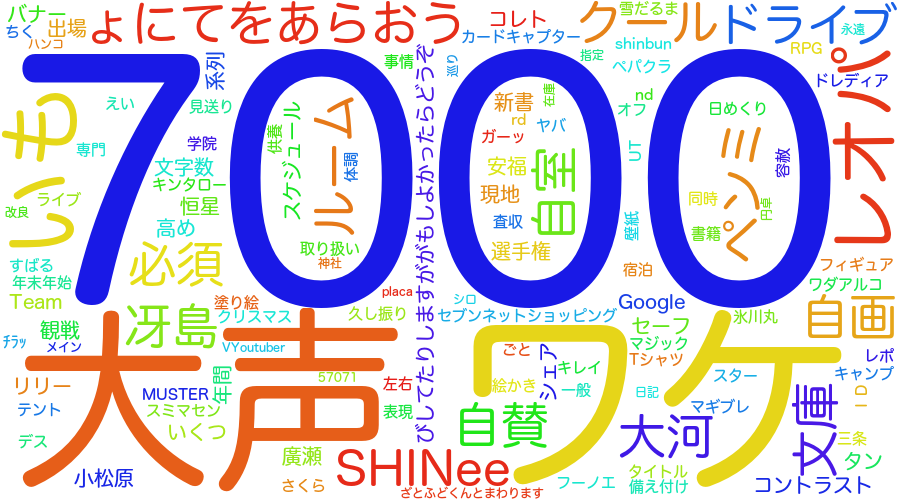 バナー
ちく
出場
ハンコ
ょにてをあらおう
コレト
カードキャプター
クール
雪だるま
ドライブ
永遠
shinbun
RPG
ペパクラ
ドレディア
指定
巡り
事情
系列
7000
いも
えい
見送り
専門
学院
供養
スケジュール
ルーム
体調
文字数
キンタロー
恒星
ライブ
改良
高め
必須
取り扱い
神社
すぱる
年末年始
Team
びしてたりしますががもしよかったらどうぞ
新書
在庫
rd
ヤバ
ガーッ
安福
現地
自室
査収
選手権
オフ
nd
UT
日めくり
ペンミ
容赦
同時
円卓
書籍
壁紙
レオパ
宿泊
フィギュア
ワダアルコ
Google
氷川丸
自画
placa
シロ
セブンネットショッピング
塗り絵
クリスマス
久し振り
冴島
観戦
ﾁﾗｯ
メイン
VYoutuber
大声
ワケ
セーフ
マジック
Tシャツ
レポ
キャンプ
リリー
テント
デス
MUSTER
年間
57071
スミマセン
いくつ
左右
表現
ごと
シェア
キレイ
絵かき
一般
日記
スター
マギブレ
文庫
ID
三条
タン
小松原
廣瀬
さくら
SHINee
自賛
大河
タイトル
備え付け
コントラスト
フーノエ
ざとふどくんとまわります